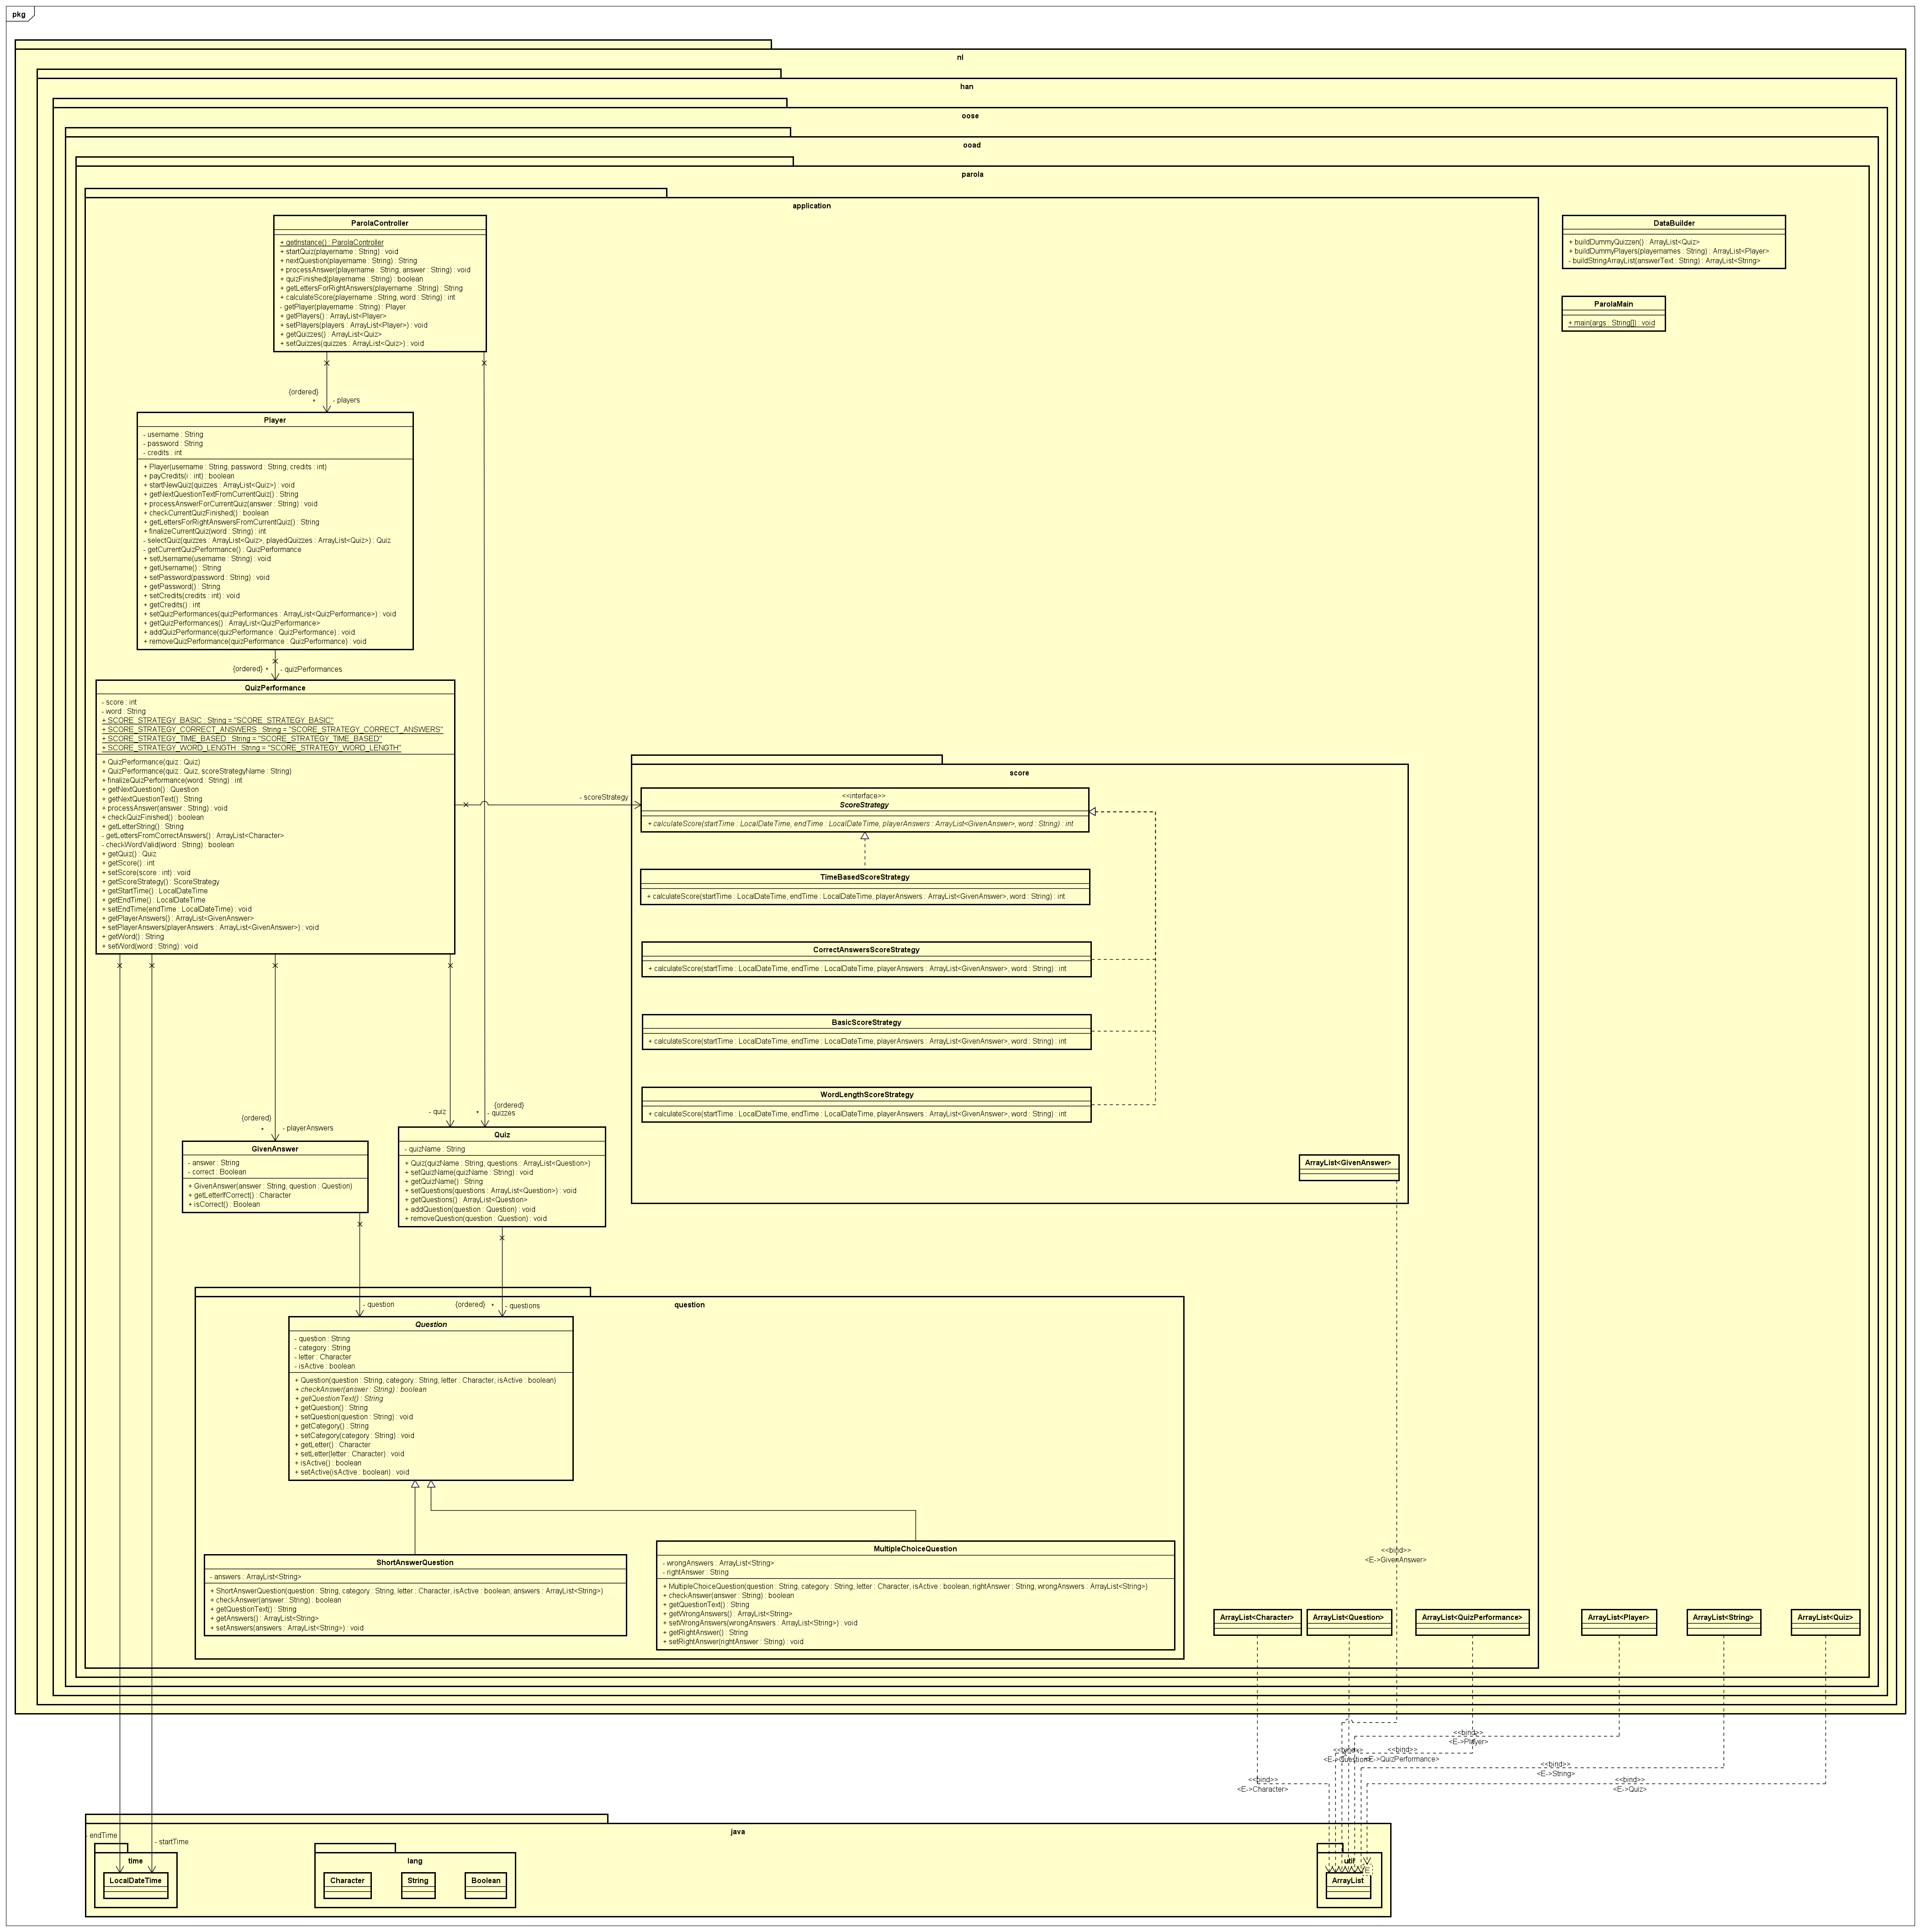 pkg
nl
han
oose
ooad
parola
application
ParolaController
+ getInstance() : ParolaController
+ startQuiz(playername : String) : void
+ nextQuestion(playername : String) : String
+ processAnswer(playername : String, answer : String) : void
+ quizFinished(playername : String) : boolean
+ getLettersForRightAnswers(playername : String) : String
+ calculateScore(playername : String, word : String) : int
- getPlayer(playername : String) : Player
+ getPlayers() : ArrayList<Player>
+ setPlayers(players : ArrayList<Player>) : void
+ getQuizzes() : ArrayList<Quiz>
+ setQuizzes(quizzes : ArrayList<Quiz>) : void
DataBuilder
+ buildDummyQuizzen() : ArrayList<Quiz>
+ buildDummyPlayers(playernames : String) : ArrayList<Player>
- buildStringArrayList(answerText : String) : ArrayList<String>
ParolaMain
+ main(args : String[]) : void
{ordered}
* - players
Player
- username : String
- password : String
- credits : int
+ Player(username : String, password : String, credits : int)
+ payCredits(i : int) : boolean
+ startNewQuiz(quizzes : ArrayList<Quiz>) : void
+ getNextQuestionTextFromCurrentQuiz() : String
+ processAnswerForCurrentQuiz(answer : String) : void
+ checkCurrentQuizFinished() : boolean
+ getLettersForRightAnswersFromCurrentQuiz() : String
+ finalizeCurrentQuiz(word : String) : int
- selectQuiz(quizzes : ArrayList<Quiz>, playedQuizzes : ArrayList<Quiz>) : Quiz
- getCurrentQuizPerformance() : QuizPerformance
+ setUsername(username : String) : void
+ getUsername() : String
+ setPassword(password : String) : void
+ getPassword() : String
+ setCredits(credits : int) : void
+ getCredits() : int
+ setQuizPerformances(quizPerformances : ArrayList<QuizPerformance>) : void
+ getQuizPerformances() : ArrayList<QuizPerformance>
+ addQuizPerformance(quizPerformance : QuizPerformance) : void
+ removeQuizPerformance(quizPerformance : QuizPerformance) : void
{ordered} * - quizPerformances
QuizPerformance
- score : int
- word : String
+ SCORE_STRATEGY_BASIC : String = "SCORE_STRATEGY_BASIC"
+ SCORE_STRATEGY_CORRECT_ANSWERS : String = "SCORE_STRATEGY_CORRECT_ANSWERS"
+ SCORE_STRATEGY_TIME_BASED : String = "SCORE_STRATEGY_TIME_BASED"
+ SCORE_STRATEGY_WORD_LENGTH : String = "SCORE_STRATEGY_WORD_LENGTH"
+ QuizPerformance(quiz : Quiz)
+ QuizPerformance(quiz : Quiz, scoreStrategyName : String)
+ finalizeQuizPerformance(word : String) : int
+ getNextQuestion() : Question
+ getNextQuestionText() : String
+ processAnswer(answer : String) : void
+ checkQuizFinished() : boolean
+ getLetterString() : String
- getLettersFromCorrectAnswers() : ArrayList<Character>
- checkWordValid(word : String) : boolean
+ getQuiz() : Quiz
+ getScore() : int
+ setScore(score : int) : void
+ getScoreStrategy() : ScoreStrategy
+ getStartTime() : LocalDateTime
+ getEndTime() : LocalDateTime
+ setEndTime(endTime : LocalDateTime) : void
+ getPlayerAnswers() : ArrayList<GivenAnswer>
+ setPlayerAnswers(playerAnswers : ArrayList<GivenAnswer>) : void
+ getWord() : String
+ setWord(word : String) : void
- scoreStrategy
score
<<interface>>
ScoreStrategy
+ calculateScore(startTime : LocalDateTime, endTime : LocalDateTime, playerAnswers : ArrayList<GivenAnswer>, word : String) : int
TimeBasedScoreStrategy
+ calculateScore(startTime : LocalDateTime, endTime : LocalDateTime, playerAnswers : ArrayList<GivenAnswer>, word : String) : int
CorrectAnswersScoreStrategy
+ calculateScore(startTime : LocalDateTime, endTime : LocalDateTime, playerAnswers : ArrayList<GivenAnswer>, word : String) : int
BasicScoreStrategy
+ calculateScore(startTime : LocalDateTime, endTime : LocalDateTime, playerAnswers : ArrayList<GivenAnswer>, word : String) : int
WordLengthScoreStrategy
+ calculateScore(startTime : LocalDateTime, endTime : LocalDateTime, playerAnswers : ArrayList<GivenAnswer>, word : String) : int
ArrayList<GivenAnswer>
{ordered}
* - playerAnswers
- quiz
{ordered}
* - quizzes
GivenAnswer
- answer : String
- correct : Boolean
+ GivenAnswer(answer : String, question : Question)
+ getLetterIfCorrect() : Character
+ isCorrect() : Boolean
Quiz
- quizName : String
+ Quiz(quizName : String, questions : ArrayList<Question>)
+ setQuizName(quizName : String) : void
+ getQuizName() : String
+ setQuestions(questions : ArrayList<Question>) : void
+ getQuestions() : ArrayList<Question>
+ addQuestion(question : Question) : void
+ removeQuestion(question : Question) : void
question
- question
{ordered} * - questions
Question
- question : String
- category : String
- letter : Character
- isActive : boolean
+ Question(question : String, category : String, letter : Character, isActive : boolean)
+ checkAnswer(answer : String) : boolean
+ getQuestionText() : String
+ getQuestion() : String
+ setQuestion(question : String) : void
+ getCategory() : String
+ setCategory(category : String) : void
+ getLetter() : Character
+ setLetter(letter : Character) : void
+ isActive() : boolean
+ setActive(isActive : boolean) : void
ShortAnswerQuestion
- answers : ArrayList<String>
+ ShortAnswerQuestion(question : String, category : String, letter : Character, isActive : boolean, answers : ArrayList<String>)
+ checkAnswer(answer : String) : boolean
+ getQuestionText() : String
+ getAnswers() : ArrayList<String>
+ setAnswers(answers : ArrayList<String>) : void
MultipleChoiceQuestion
- wrongAnswers : ArrayList<String>
- rightAnswer : String
+ MultipleChoiceQuestion(question : String, category : String, letter : Character, isActive : boolean, rightAnswer : String, wrongAnswers : ArrayList<String>)
+ checkAnswer(answer : String) : boolean
+ getQuestionText() : String
+ getWrongAnswers() : ArrayList<String>
+ setWrongAnswers(wrongAnswers : ArrayList<String>) : void
+ getRightAnswer() : String
+ setRightAnswer(rightAnswer : String) : void
<<bind>>
<E->GivenAnswer>
ArrayList<Character>
ArrayList<Question>
ArrayList<QuizPerformance>
ArrayList<Player>
ArrayList<String>
ArrayList<Quiz>
<<bind>>
<E->Player>
<<bind>>
<E->Question>
<<bind>>
<E->QuizPerformance>
<<bind>>
<E->String>
<<bind>>
<E->Character>
<<bind>>
<E->Quiz>
java
- endTime
- startTime
time
LocalDateTime
lang
Character
String
Boolean
util
E
ArrayList